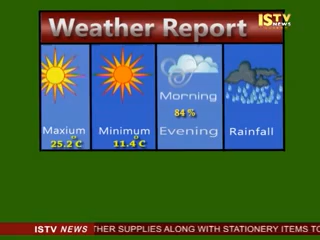 Weather Report
ISTV
NEWS
Maxium
25.2°C
Minimum
11.4°C
Morning
84 %
Evening
Rainfall
ISTV NEWS
THER SUPPLIES ALONG WITH STATIONERY ITEMS TO